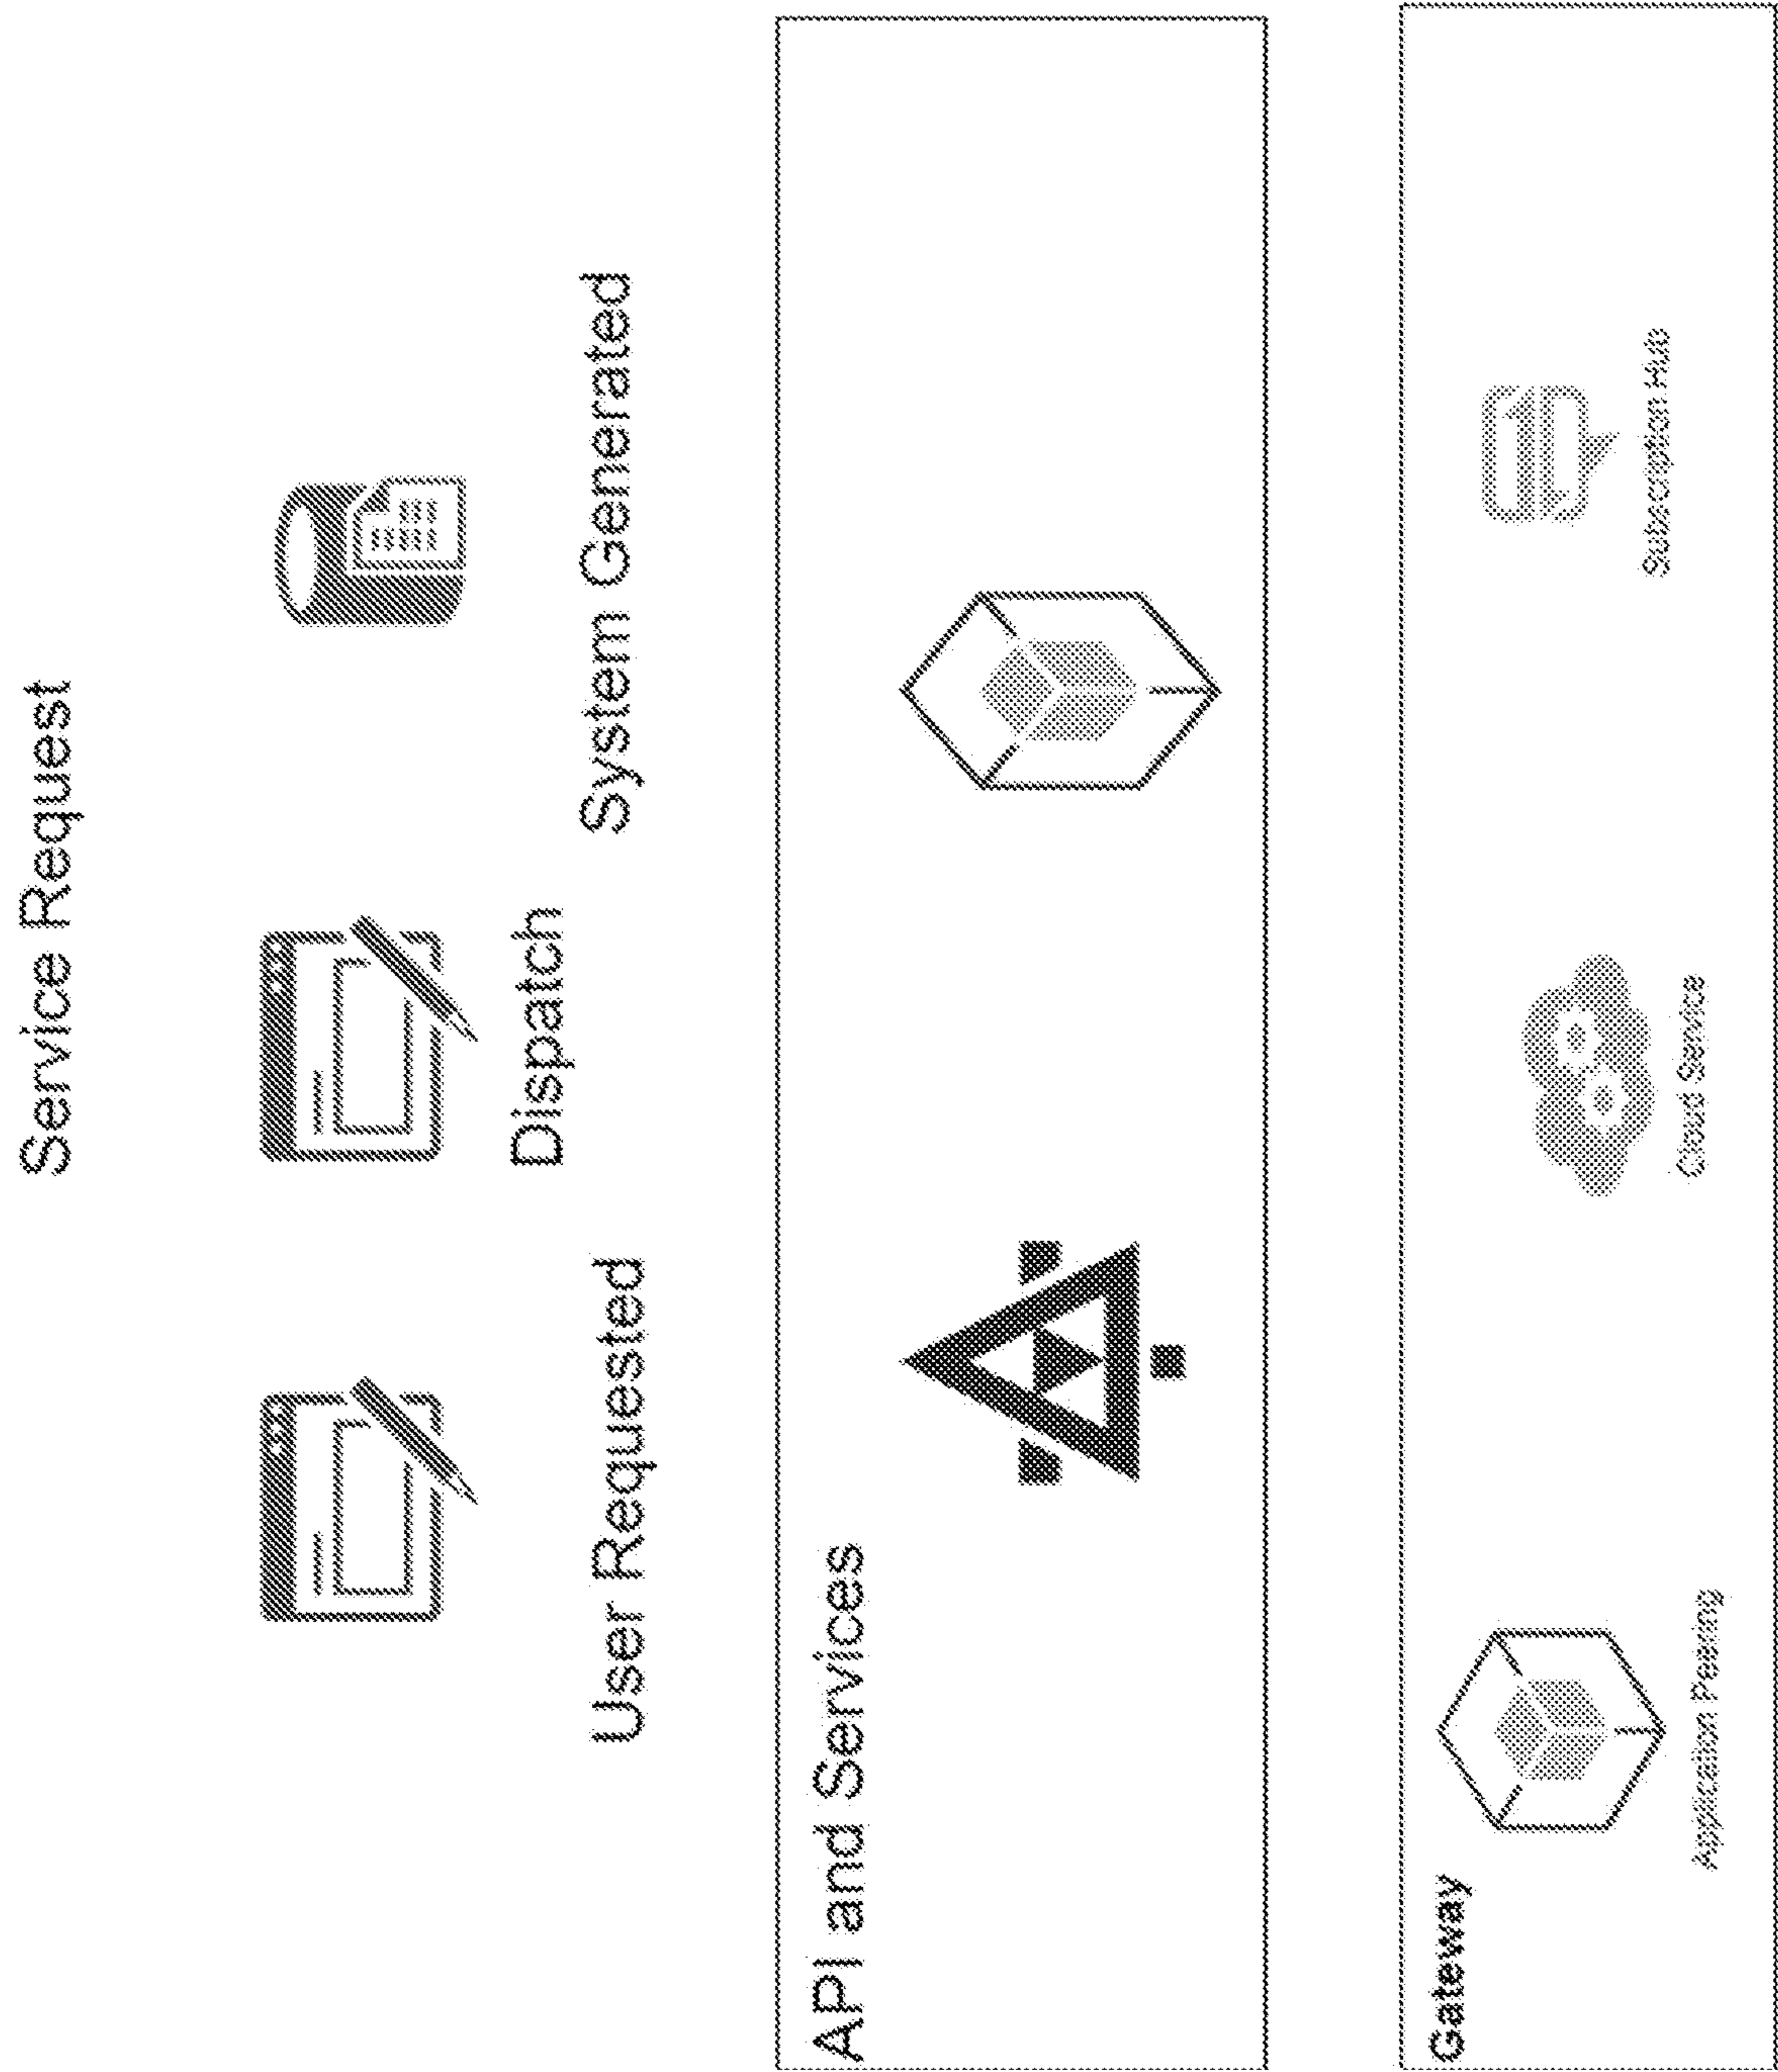 Service Request
User Requested
Dispatch
System Generated
API and Services
Gateway
Application Peering
Cloud Service
Subscription Hub